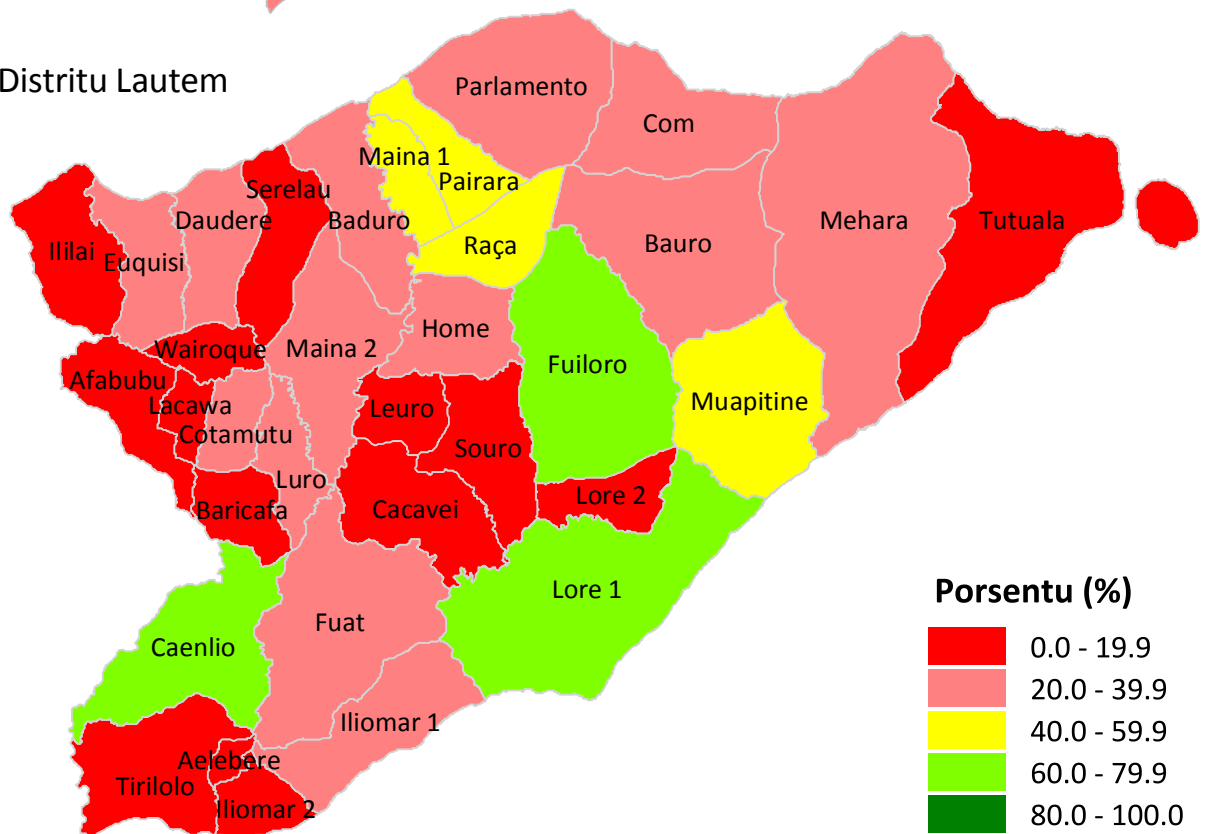 Distritu Lautem
Parlamento
Com
Maina 1
Pairara
Serelau
Daudere
Baduro
Mehara
Tutuala
Ililai
Euquisi
Raça
Bauro
Home
Wairoque
Maina 2
Fuiloro
Afabubu
Lacawa
Leuro
Muapitine
Cotamutu
Souro
Luro
Lore 2
Baricafa
Cacavei
Lore 1
Fuat
Caenlio
Iliomar 1
Aelebere
Tirilolo
Iliomar 2
Porsentu (%)
0.0 - 19.9
20.0 - 39.9
40.0 - 59.9
60.0 - 79.9
80.0 - 100.0